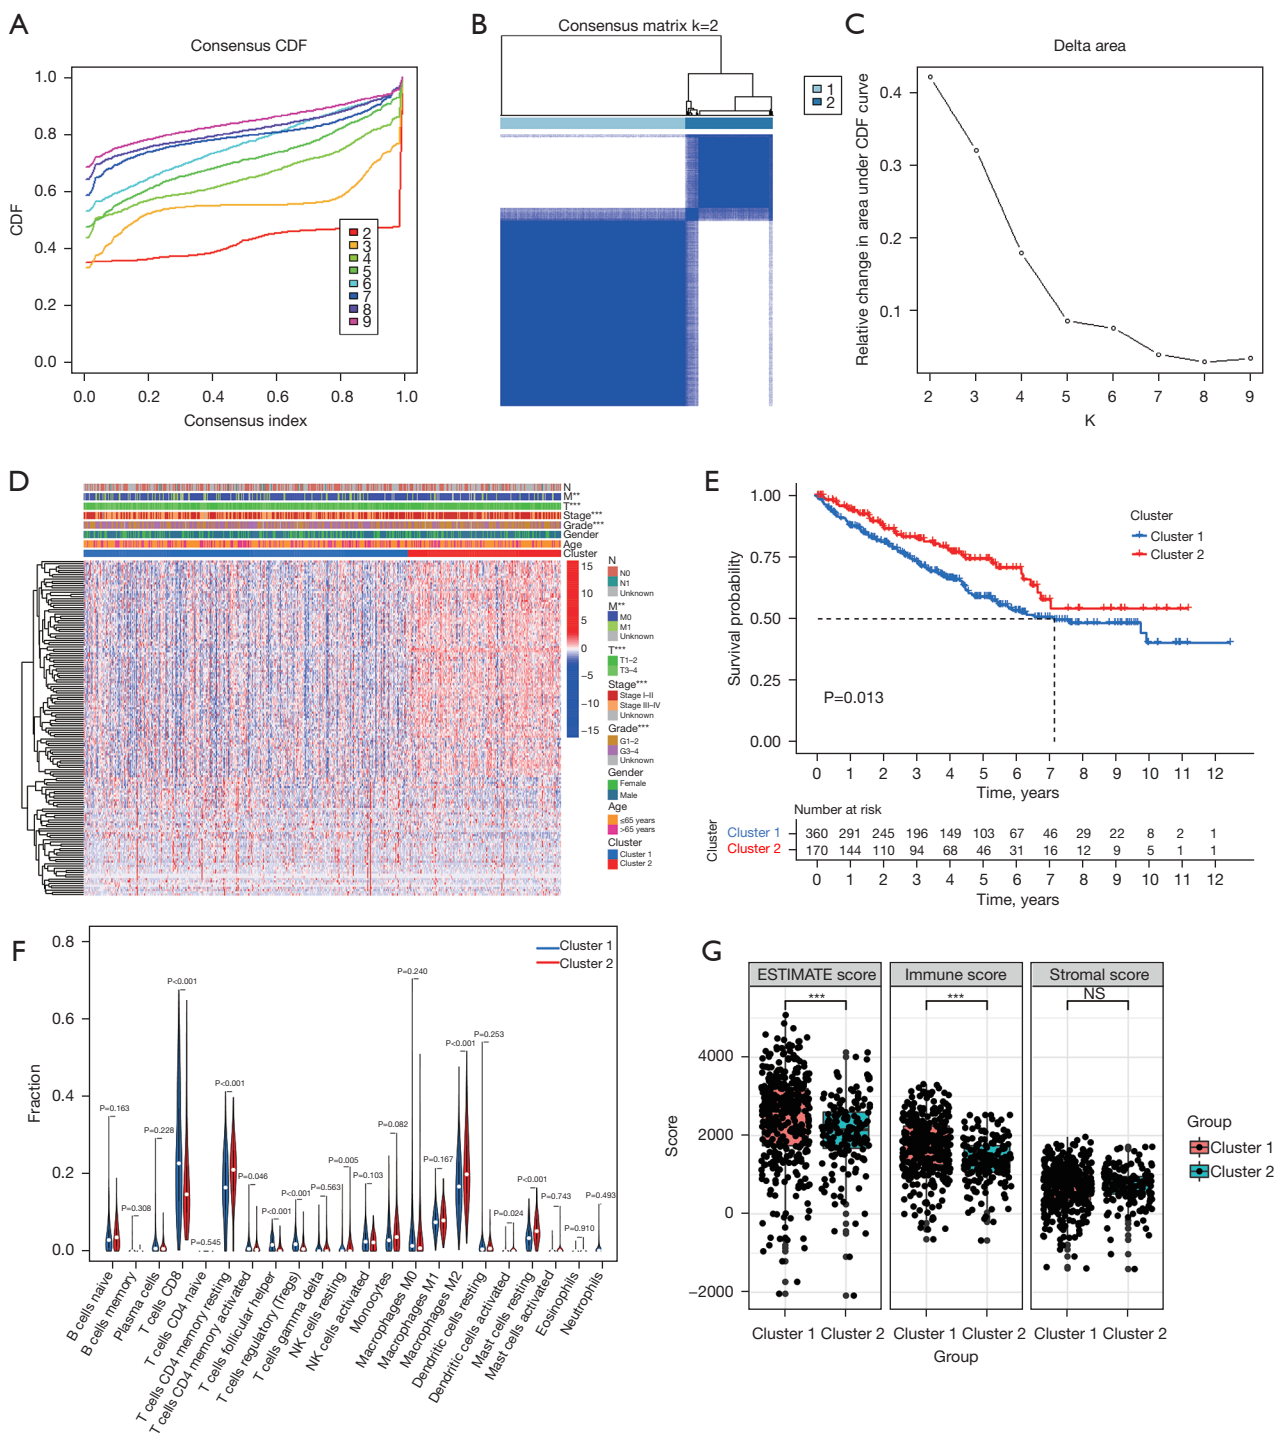 A
Consensus CDF
CDF
1.0
0.8
0.6
0.4
0.2
0.0
2
3
4
5
6
7
8
9
0.0 0.2 0.4 0.6 0.8 1.0
Consensus index
B
Consensus matrix k=2
1
2
C
Delta area
Relative change in area under CDF curve
0.4
0.3
0.2
0.1
2 3 4 5 6 7 8 9
K
D
N
M**
T***
Stage***
Grade***
Gender
Age
Cluster
15
10
5
0
−5
−10
−15
N
N0
N1
Unknown
M**
M0
M1
Unknown
T***
T1–2
T3–4
Stage***
Stage I–II
Stage III–IV
Unknown
Grade***
G1–2
G3–4
Unknown
Gender
Female
Male
Age
≤65 years
>65 years
Cluster
Cluster 1
Cluster 2
E
Survival probability
1.00
0.75
0.50
0.25
0.00
Cluster
Cluster 1
Cluster 2
P=0.013
0 1 2 3 4 5 6 7 8 9 10 11 12
Time, years
Number at risk
Cluster
Cluster 1 360 291 245 196 149 103 67 46 29 22 8 2 1
Cluster 2 170 144 110 94 68 46 31 16 12 9 5 1 1
0 1 2 3 4 5 6 7 8 9 10 11 12
Time, years
F
Fraction
0.8
0.6
0.4
0.2
0.0
Cluster 1
Cluster 2
P=0.163
P=0.308
P=0.228
P<0.001
P=0.545
P<0.001
P=0.046
P<0.001
P<0.001
P=0.563
P=0.005
P=0.103
P=0.082
P=0.240
P=0.167
P<0.001
P=0.253
P=0.024
P<0.001
P=0.743
P=0.910
P=0.493
B cells naive
B cells memory
Plasma cells
T cells CD8
T cells CD4 naive
T cells CD4 memory resting
T cells CD4 memory activated
T cells follicular helper
T cells regulatory (Tregs)
T cells gamma delta
NK cells resting
NK cells activated
Monocytes
Macrophages M0
Macrophages M1
Macrophages M2
Dendritic cells resting
Dendritic cells activated
Mast cells resting
Mast cells activated
Eosinophils
Neutrophils
G
ESTIMATE score Immune score Stromal score
*** *** NS
Score
4000
2000
0
−2000
Cluster 1 Cluster 2 Cluster 1 Cluster 2 Cluster 1 Cluster 2
Group
Group
Cluster 1
Cluster 2